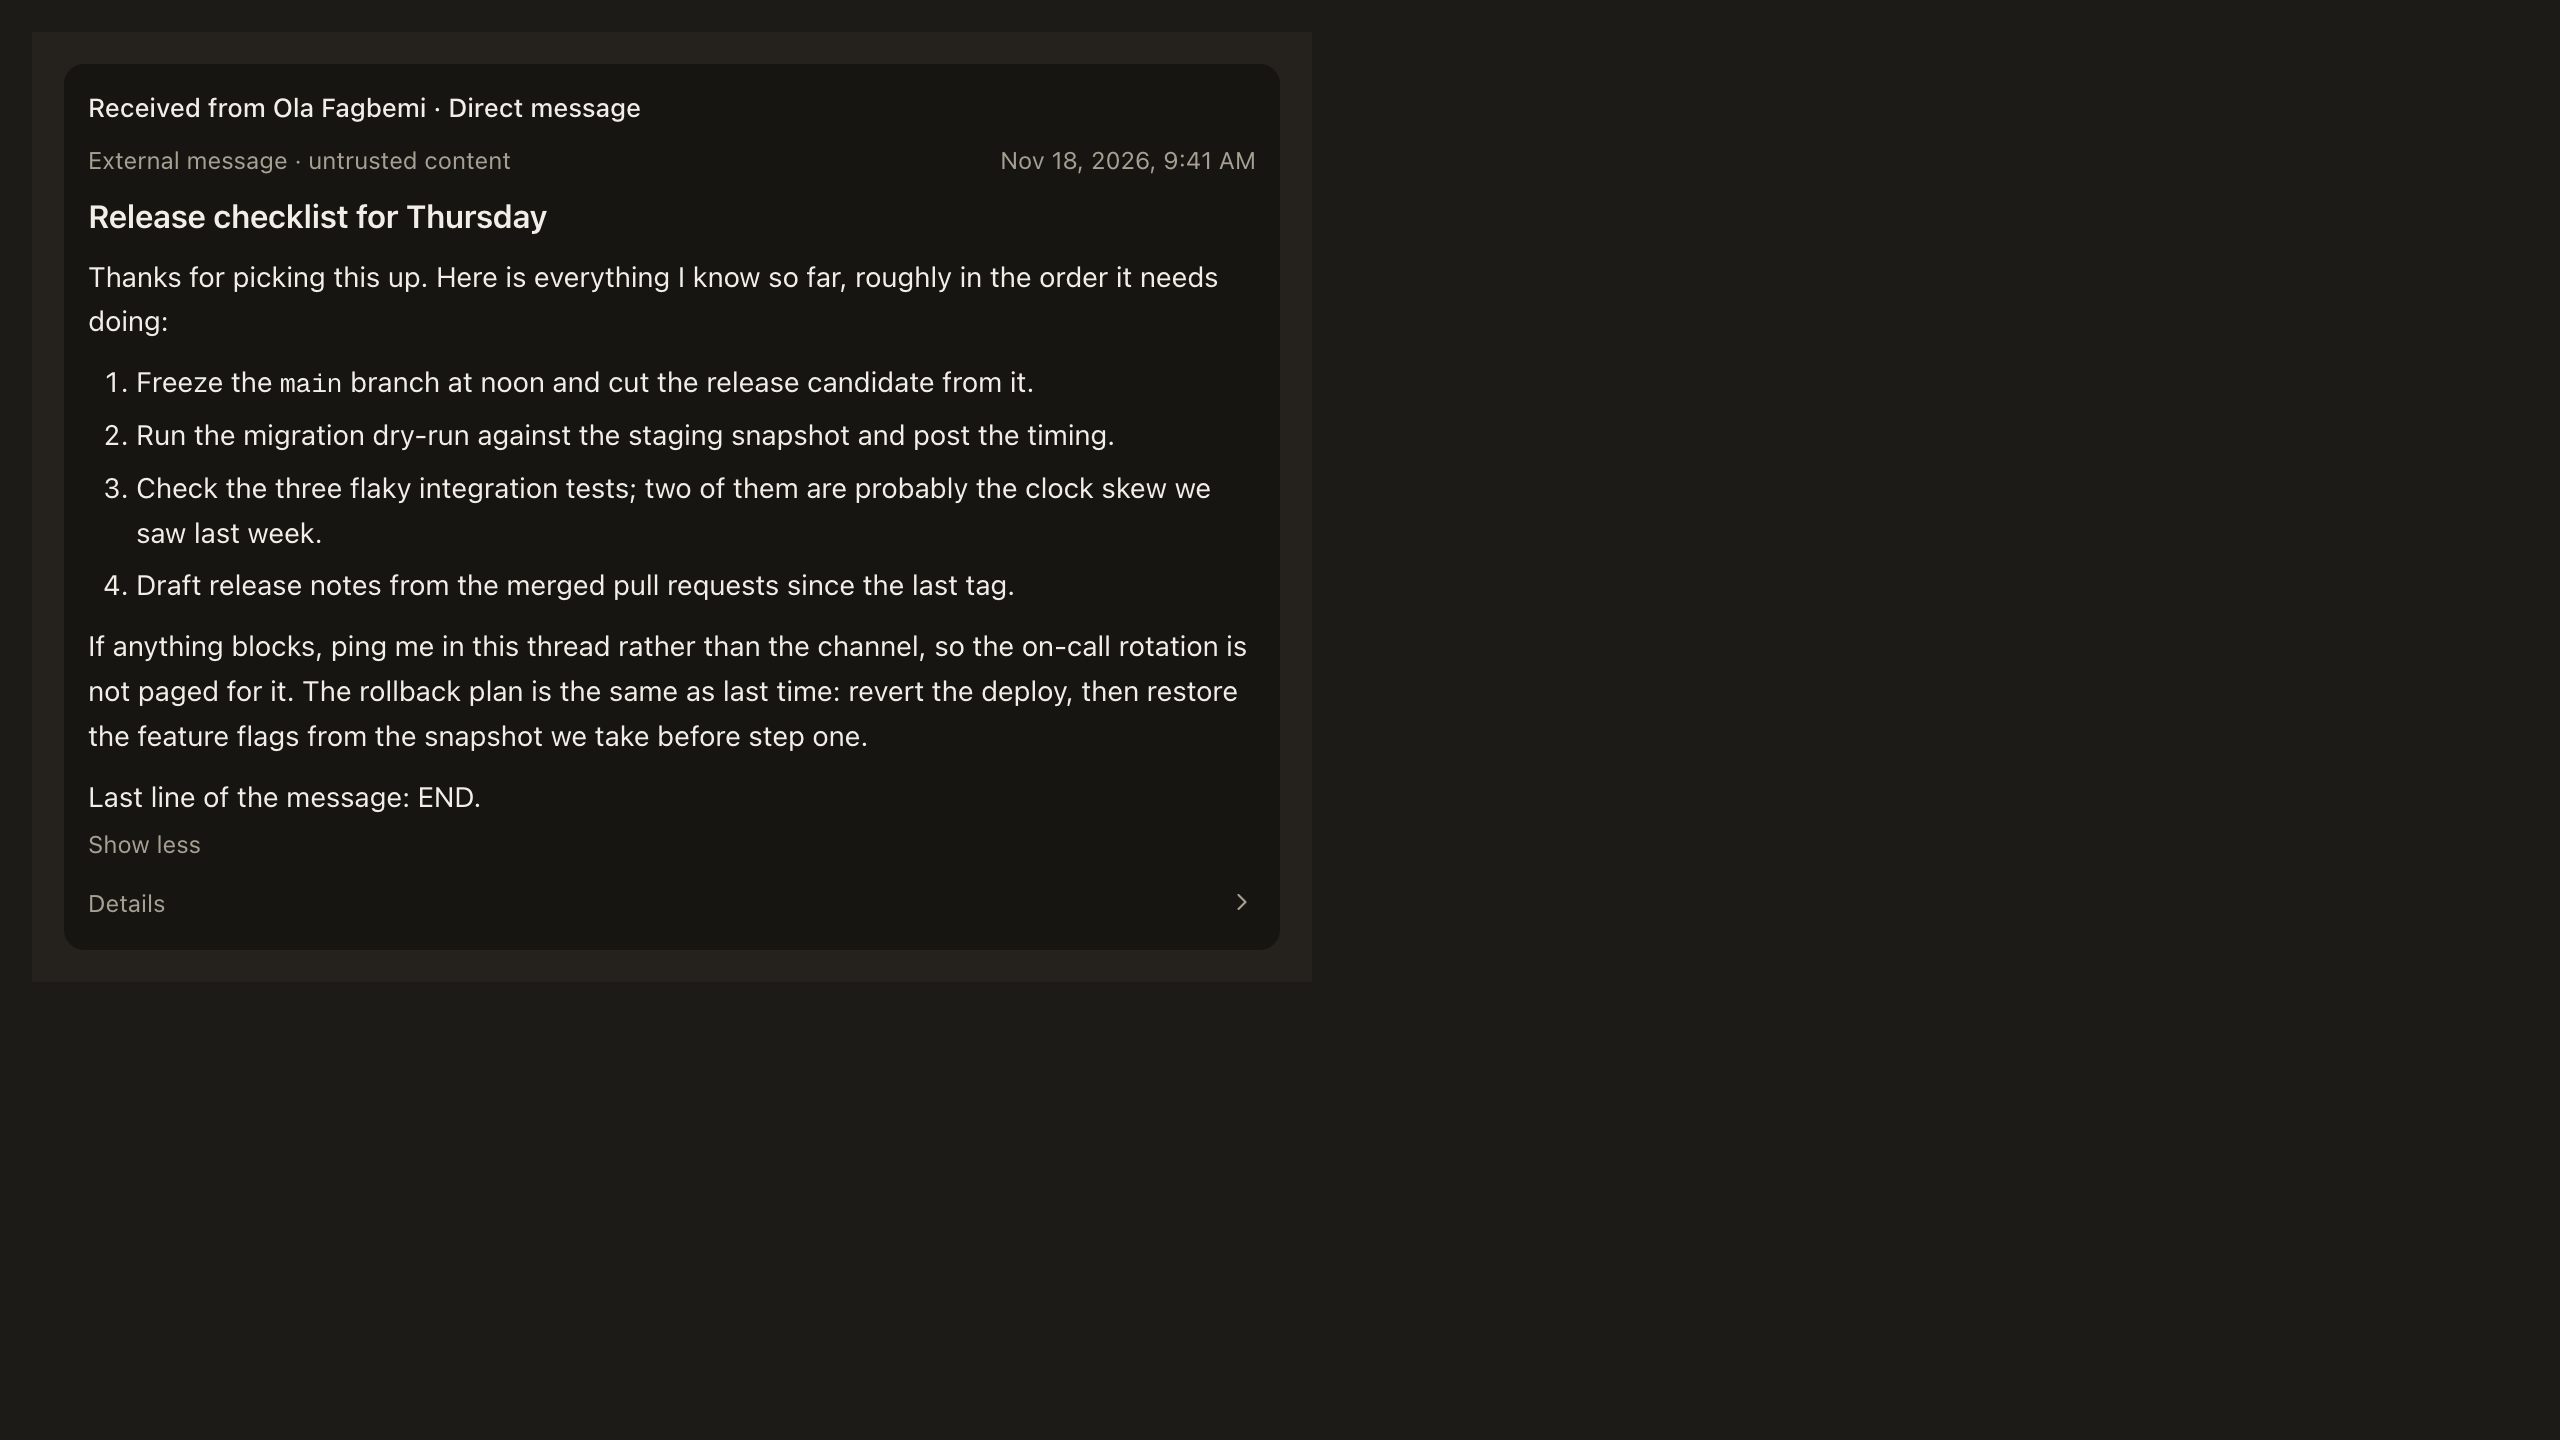 Received from Ola Fagbemi · Direct message
External message · untrusted content
Nov 18, 2026, 9:41 AM
Release checklist for Thursday
Thanks for picking this up. Here is everything I know so far, roughly in the order it needs
doing:
1. Freeze the main branch at noon and cut the release candidate from it.
2. Run the migration dry-run against the staging snapshot and post the timing.
3. Check the three flaky integration tests; two of them are probably the clock skew we
saw last week.
4. Draft release notes from the merged pull requests since the last tag.
If anything blocks, ping me in this thread rather than the channel, so the on-call rotation is
not paged for it. The rollback plan is the same as last time: revert the deploy, then restore
the feature flags from the snapshot we take before step one.
Last line of the message: END.
Show less
Details